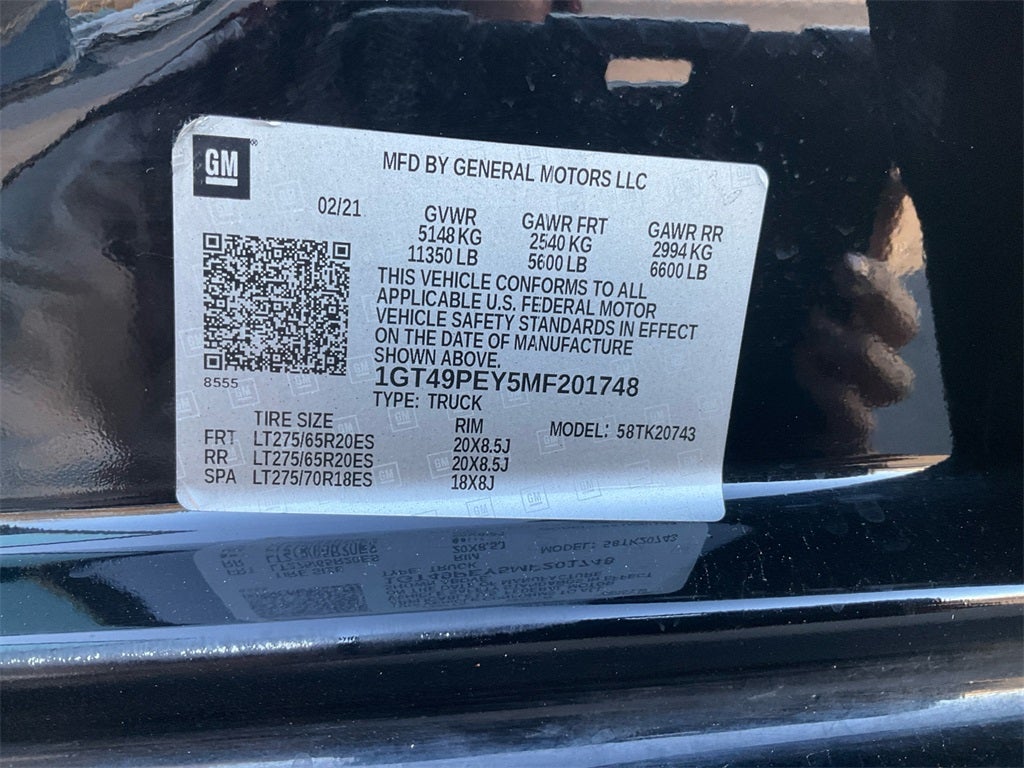 GM
MFD BY GENERAL MOTORS LLC
02/21
GVWR GAWR FRT GAWR RR
5148 KG 2540 KG 2994 KG
11350 LB 5600 LB 6600 LB
THIS VEHICLE CONFORMS TO ALL
APPLICABLE U.S. FEDERAL MOTOR
VEHICLE SAFETY STANDARDS IN EFFECT
ON THE DATE OF MANUFACTURE
SHOWN ABOVE.
8555
1GT49PEY5MF201748
TYPE: TRUCK
TIRE SIZE RIM MODEL: 58TK20743
FRT LT275/65R20ES 20X8.5J
RR LT275/65R20ES 20X8.5J
SPA LT275/70R18ES 18X8J